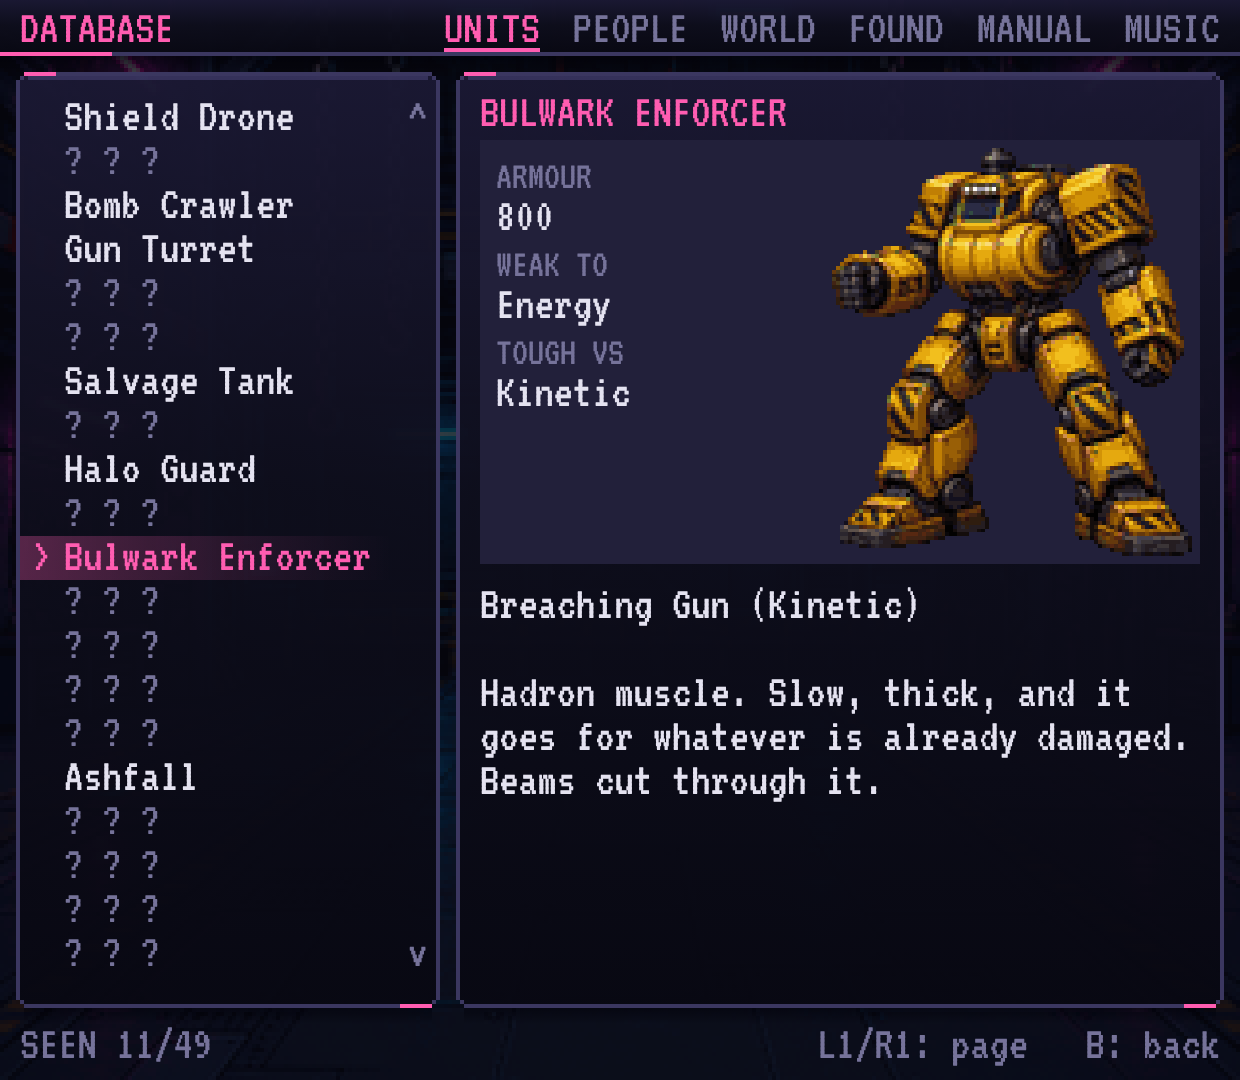 DATABASE UNITS PEOPLE WORLD FOUND MANUAL MUSIC
Shield Drone
? ? ?
Bomb Crawler
Gun Turret
? ? ?
? ? ?
Salvage Tank
? ? ?
Halo Guard
? ? ?
> Bulwark Enforcer
? ? ?
? ? ?
? ? ?
? ? ?
Ashfall
? ? ?
? ? ?
? ? ?
? ? ?
BULWARK ENFORCER
ARMOUR
800
WEAK TO
Energy
TOUGH VS
Kinetic
Breaching Gun (Kinetic)
Hadron muscle. Slow, thick, and it
goes for whatever is already damaged.
Beams cut through it.
SEEN 11/49 L1/R1: page B: back